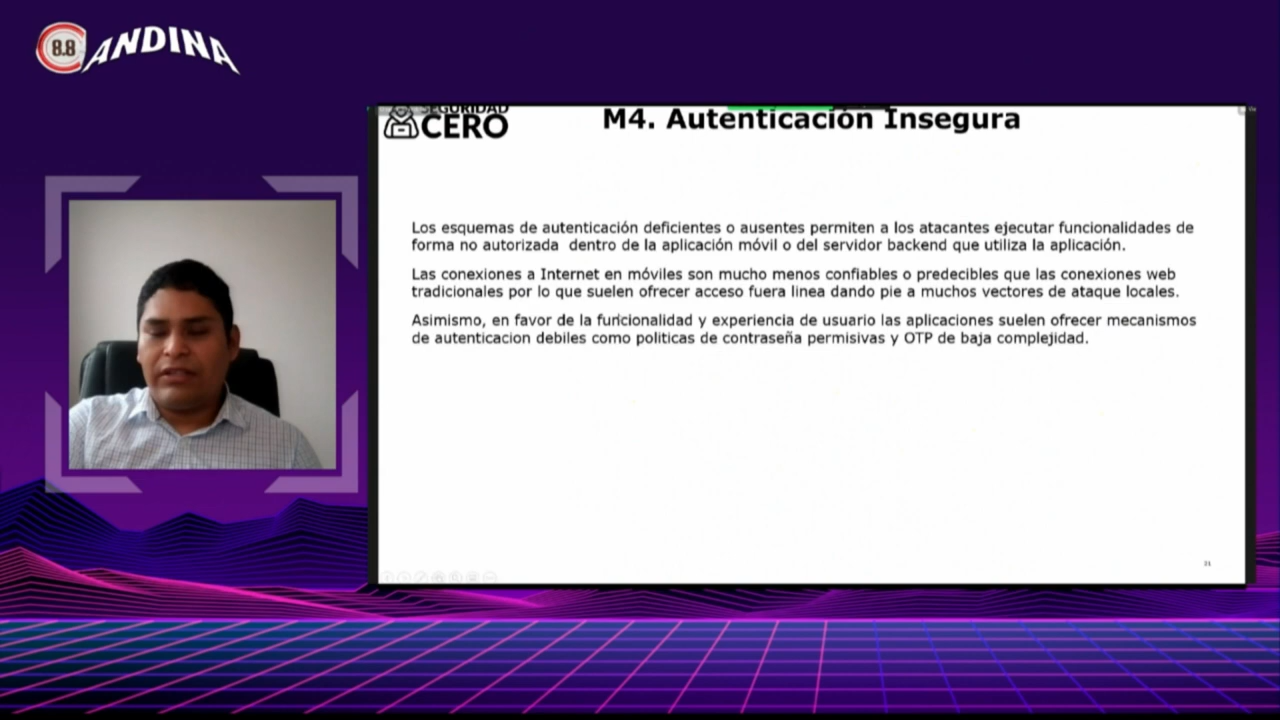 8.8 ANDINA
SEGURIDAD
CERO
M4. Autenticación Insegura
Los esquemas de autenticación deficientes o ausentes permiten a los atacantes ejecutar funcionalidades de
forma no autorizada dentro de la aplicación móvil o del servidor backend que utiliza la aplicación.
Las conexiones a Internet en móviles son mucho menos confiables o predecibles que las conexiones web
tradicionales por lo que suelen ofrecer acceso fuera linea dando pie a muchos vectores de ataque locales.
Asimismo, en favor de la funcionalidad y experiencia de usuario las aplicaciones suelen ofrecer mecanismos
de autenticacion debiles como politicas de contraseña permisivas y OTP de baja complejidad.
31